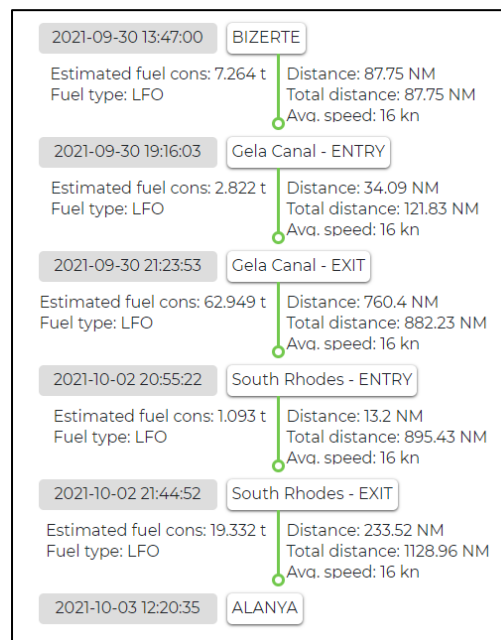 2021-09-30 13:47:00 BIZERTE
Estimated fuel cons: 7.264 t Distance: 87.75 NM
Fuel type: LFO Total distance: 87.75 NM
Avg. speed: 16 kn
2021-09-30 19:16:03 Gela Canal - ENTRY
Estimated fuel cons: 2.822 t Distance: 34.09 NM
Fuel type: LFO Total distance: 121.83 NM
Avg. speed: 16 kn
2021-09-30 21:23:53 Gela Canal - EXIT
Estimated fuel cons: 62.949 t Distance: 760.4 NM
Fuel type: LFO Total distance: 882.23 NM
Avg. speed: 16 kn
2021-10-02 20:55:22 South Rhodes - ENTRY
Estimated fuel cons: 1.093 t Distance: 13.2 NM
Fuel type: LFO Total distance: 895.43 NM
Avg. speed: 16 kn
2021-10-02 21:44:52 South Rhodes - EXIT
Estimated fuel cons: 19.332 t Distance: 233.52 NM
Fuel type: LFO Total distance: 1128.96 NM
Avg. speed: 16 kn
2021-10-03 12:20:35 ALANYA